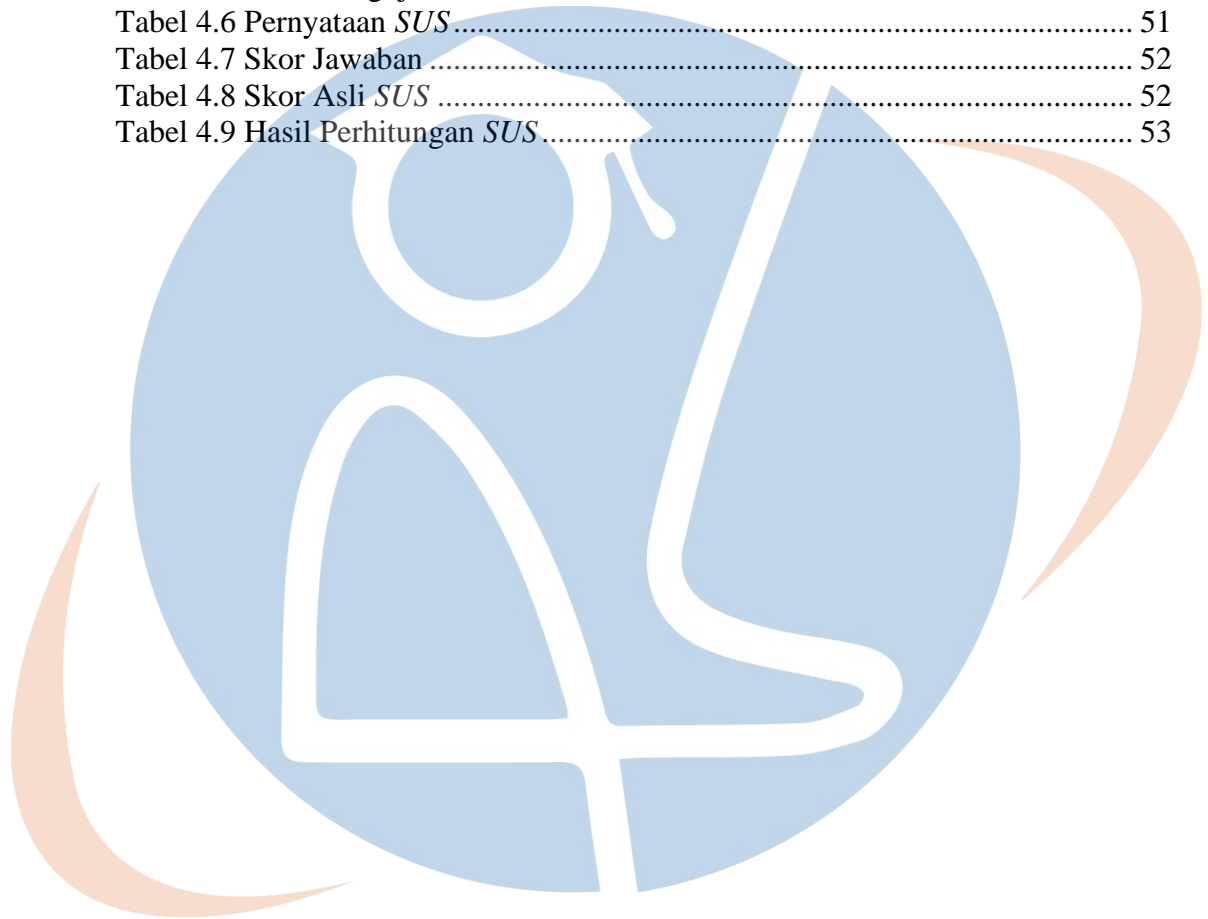 Tabel 4.6 Pernyataan SUS ............................................................................ 51
Tabel 4.7 Skor Jawaban ............................................................................... 52
Tabel 4.8 Skor Asli SUS .............................................................................. 52
Tabel 4.9 Hasil Perhitungan SUS.................................................................. 53